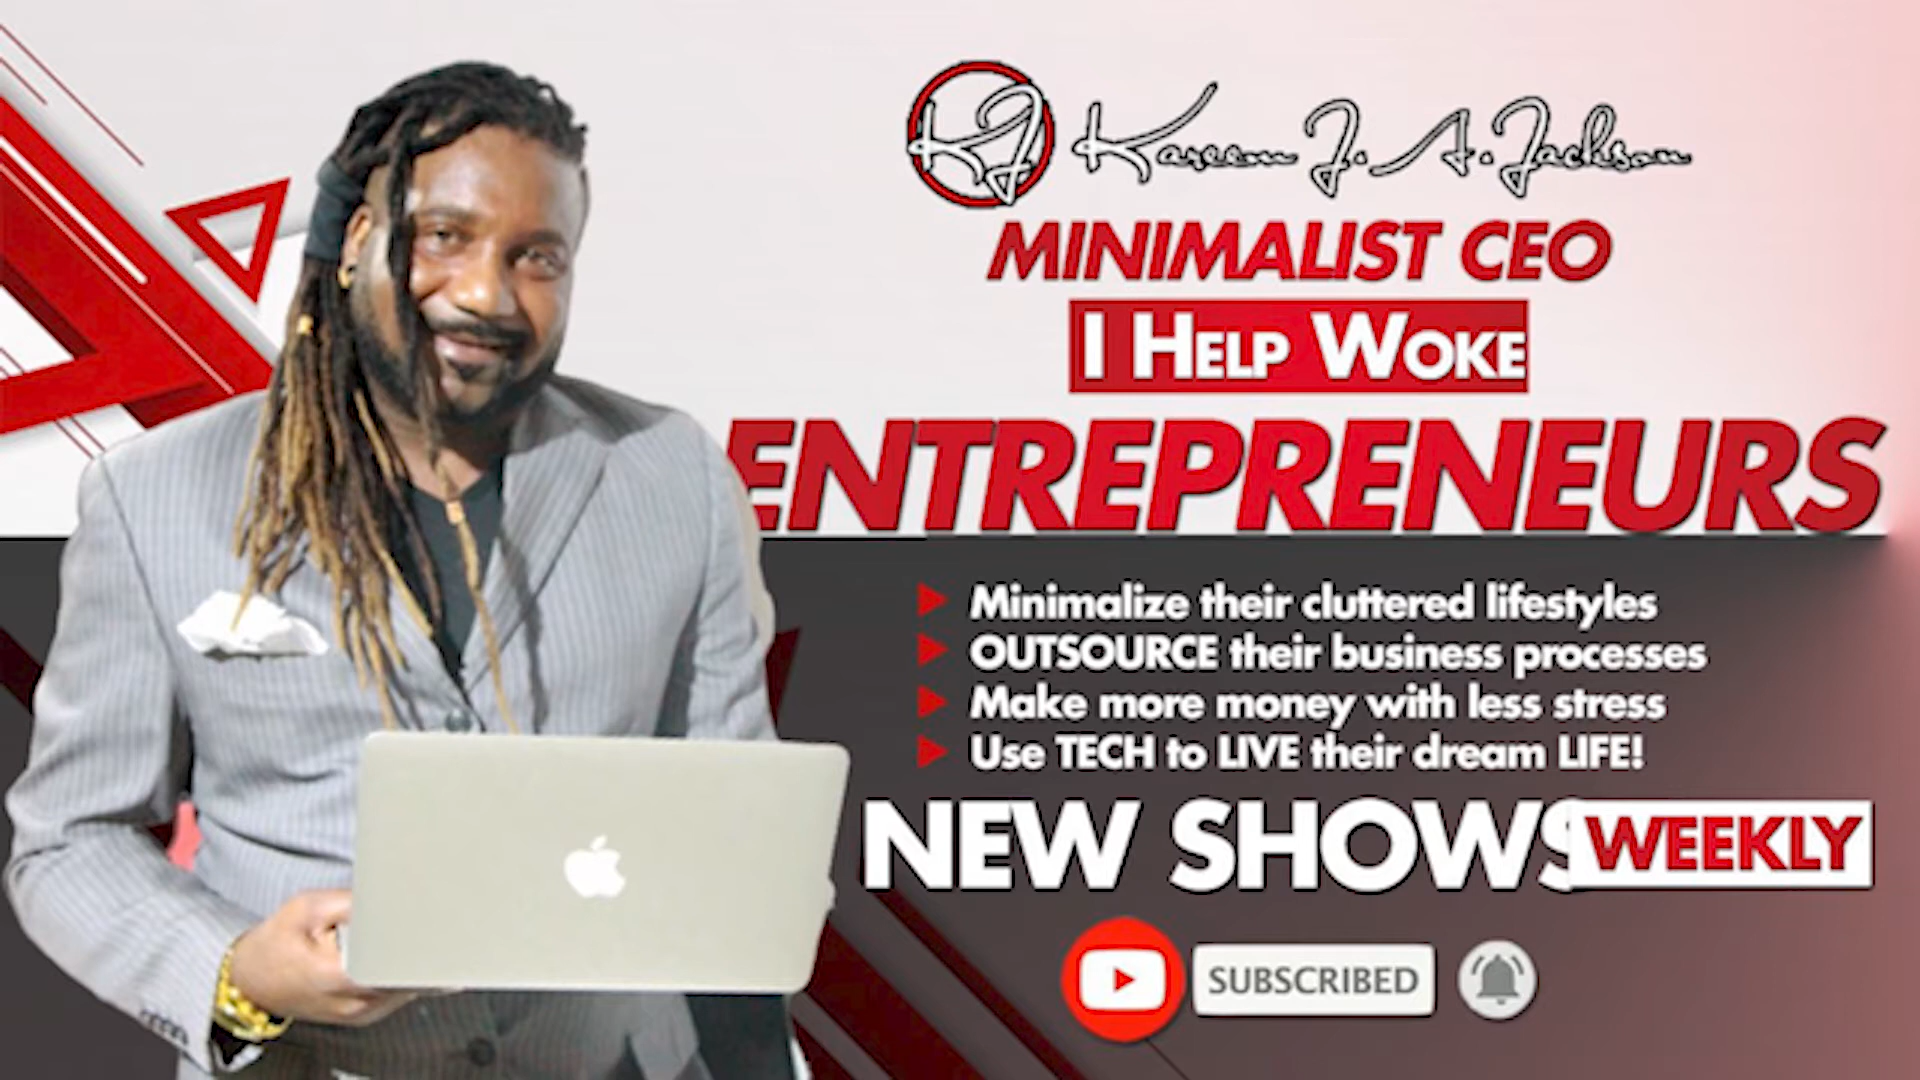 KJ Kareem J. A. Jackson
MINIMALIST CEO
I HELP WOKE
ENTREPRENEURS
Minimalize their cluttered lifestyles
OUTSOURCE their business processes
Make more money with less stress
Use TECH to LIVE their dream LIFE!
NEW SHOWS WEEKLY
SUBSCRIBED